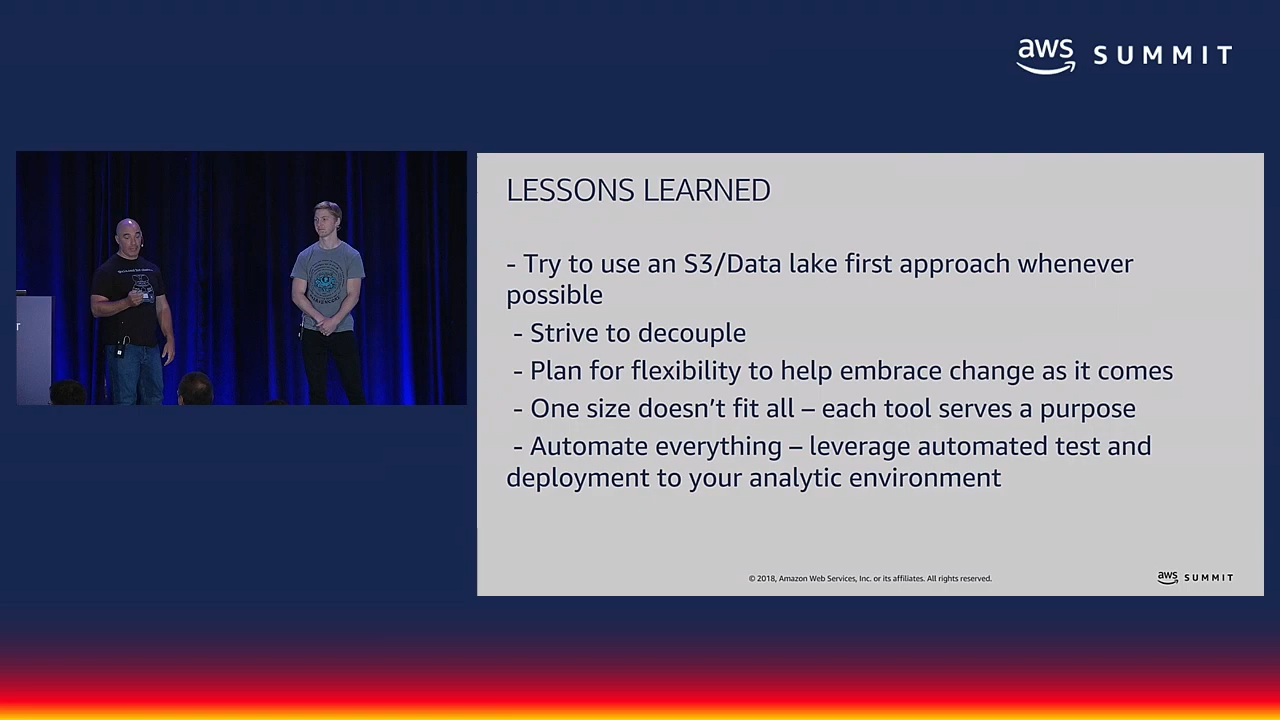 aws SUMMIT
T
LESSONS LEARNED
- Try to use an S3/Data lake first approach whenever
possible
- Strive to decouple
- Plan for flexibility to help embrace change as it comes
- One size doesn’t fit all – each tool serves a purpose
- Automate everything – leverage automated test and
deployment to your analytic environment
© 2018, Amazon Web Services, Inc. or its affiliates. All rights reserved.
aws SUMMIT